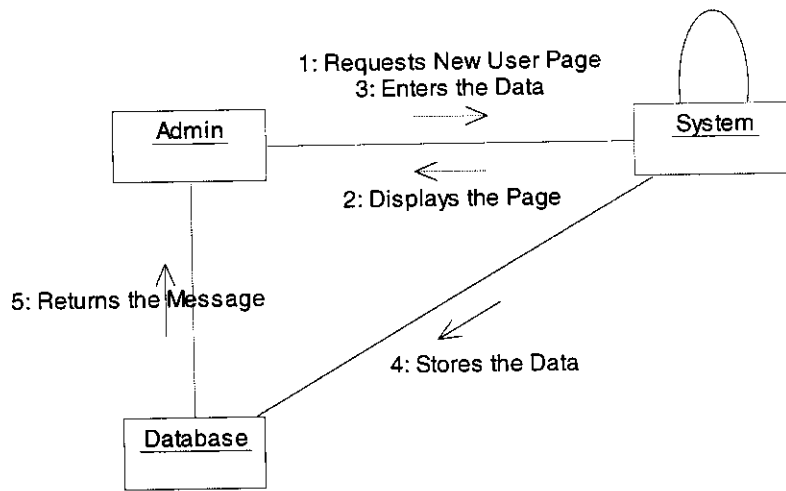 1: Requests New User Page
3: Enters the Data
Admin
System
2: Displays the Page
5: Returns the Message
4: Stores the Data
Database